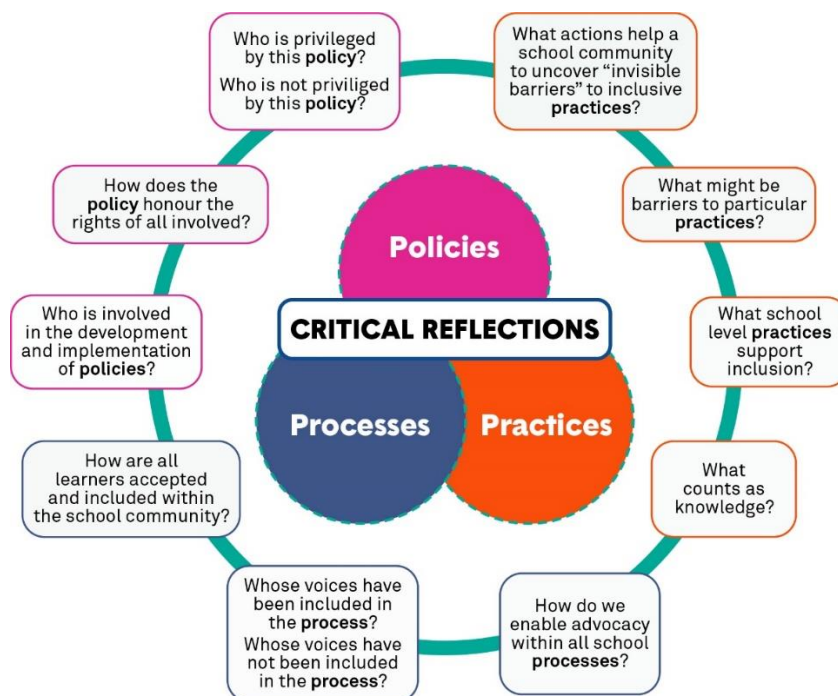 Who is privileged
by this policy?
Who is not priviliged
by this policy?
What actions help a
school community
to uncover “invisible
barriers” to inclusive
practices?
How does the
policy honour the
rights of all involved?
What might be
barriers to particular
practices?
Policies
CRITICAL REFLECTIONS
Who is involved
in the development
and implementation
of policies?
What school
level practices
support
inclusion?
Processes
Practices
How are all
learners accepted
and included within
the school community?
What
counts as
knowledge?
Whose voices have
been included in
the process?
Whose voices have
not been included
in the process?
How do we
enable advocacy
within all school
processes?